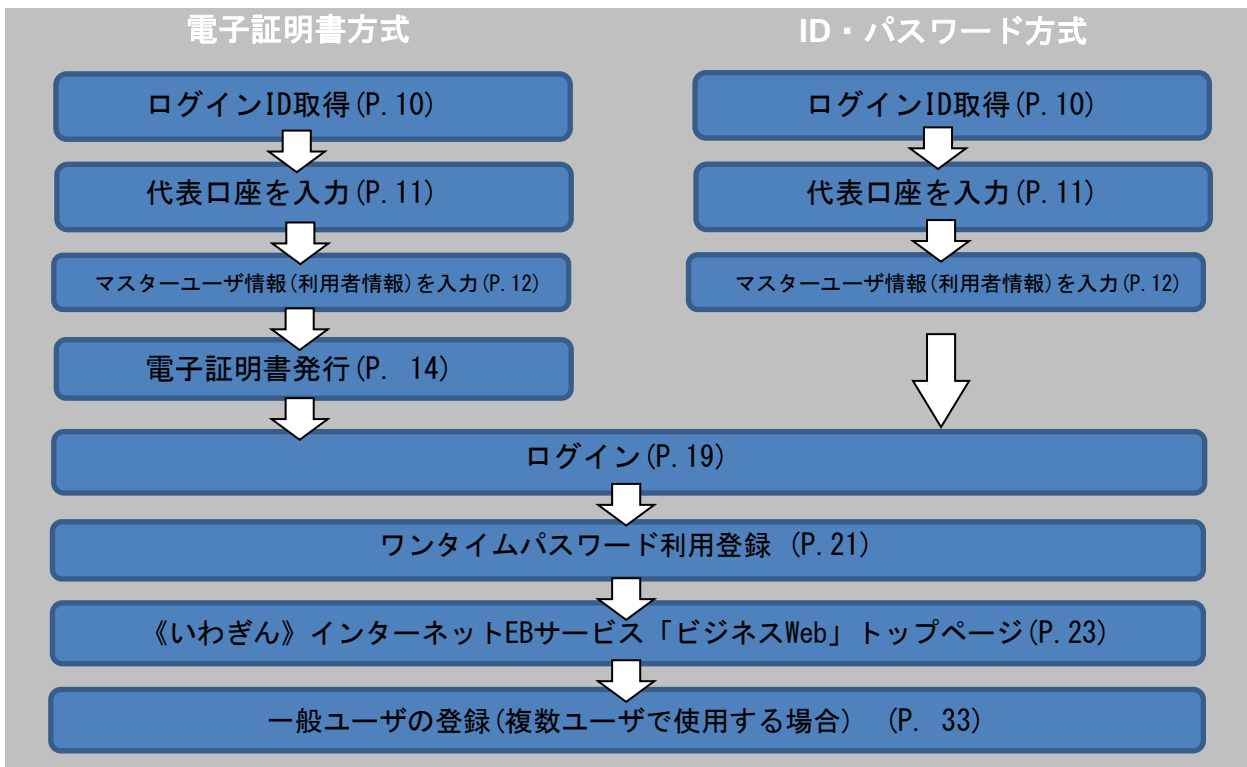 電子証明書方式
ログインID取得(P.10)
代表口座を入力(P.11)
マスターユーザ情報(利用者情報)を入力(P.12)
電子証明書発行(P. 14)
ID・パスワード方式
ログインID取得(P.10)
代表口座を入力(P.11)
マスターユーザ情報(利用者情報)を入力(P.12)
ログイン(P.19)
ワンタイムパスワード利用登録 (P.21)
《いわぎん》インターネットEBサービス「ビジネスWeb」トップページ(P.23)
一般ユーザの登録(複数ユーザで使用する場合) (P. 33)